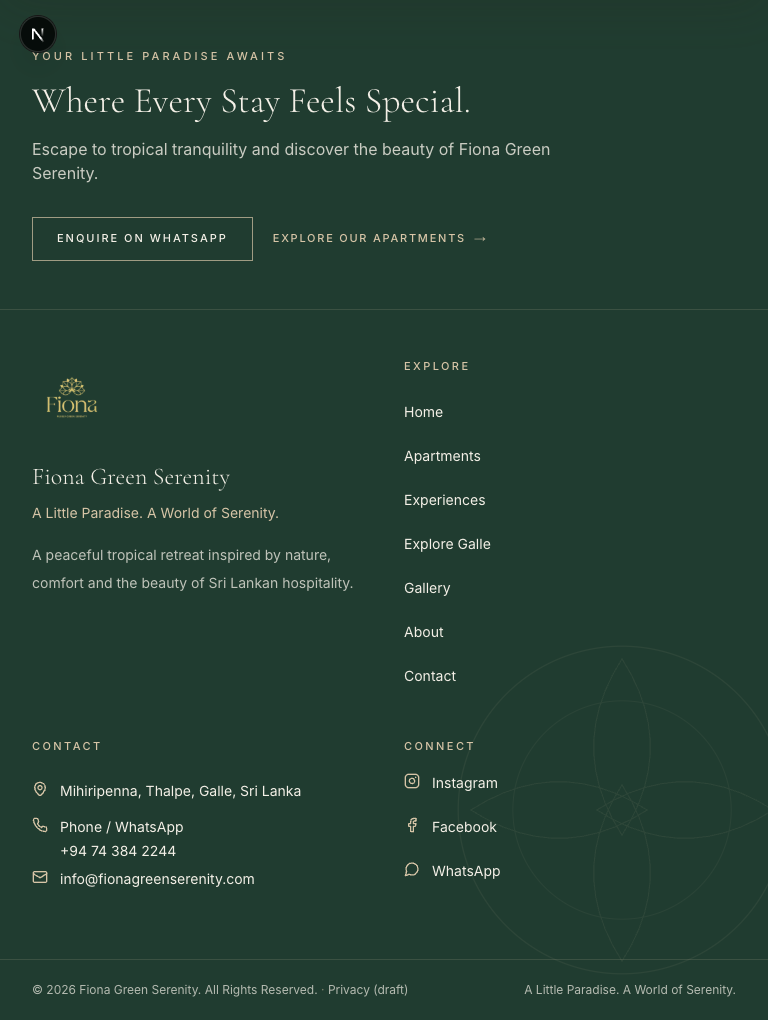 N
YOUR LITTLE PARADISE AWAITS
Where Every Stay Feels Special.
Escape to tropical tranquility and discover the beauty of Fiona Green
Serenity.
ENQUIRE ON WHATSAPP
EXPLORE OUR APARTMENTS →
Fiona
Fiona Green Serenity
A Little Paradise. A World of Serenity.
A peaceful tropical retreat inspired by nature,
comfort and the beauty of Sri Lankan hospitality.
EXPLORE
Home
Apartments
Experiences
Explore Galle
Gallery
About
Contact
CONTACT
Mihiripenna, Thalpe, Galle, Sri Lanka
Phone / WhatsApp
+94 74 384 2244
info@fionagreenserenity.com
CONNECT
Instagram
Facebook
WhatsApp
© 2026 Fiona Green Serenity. All Rights Reserved. · Privacy (draft)
A Little Paradise. A World of Serenity.